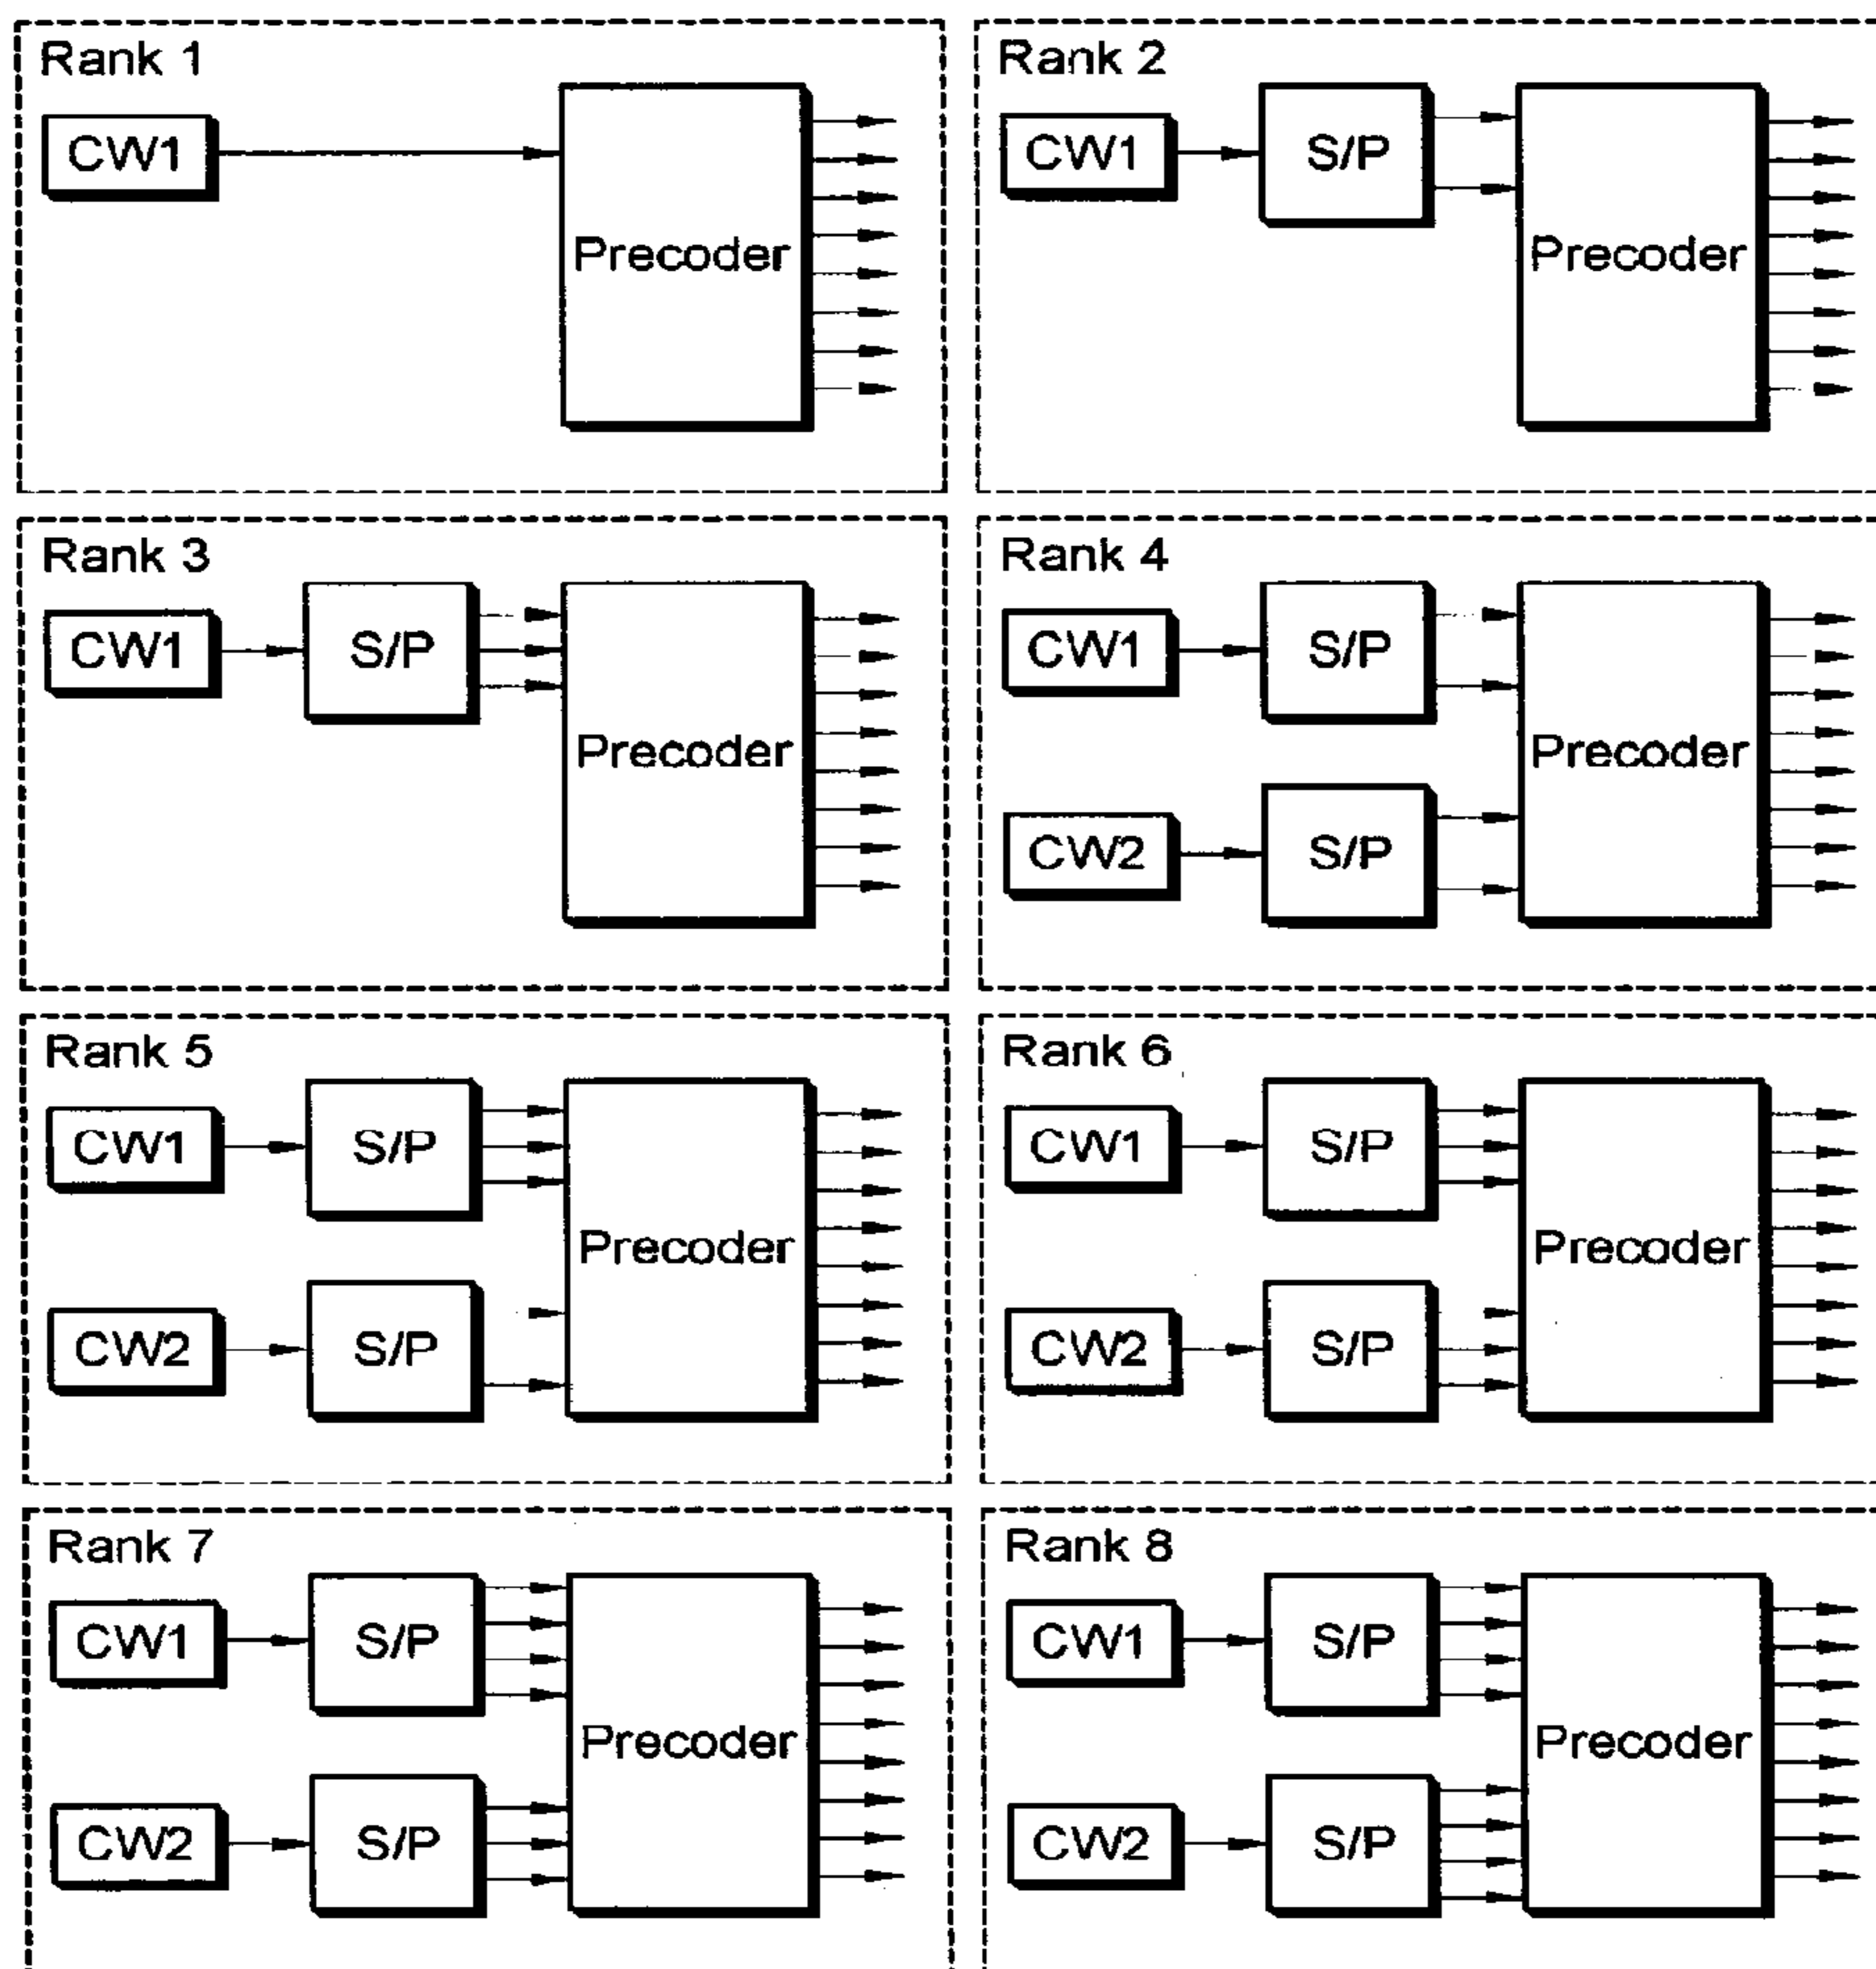 Rank 1
CW1
Precoder
Rank 2
CW1
S/P
Precoder
Rank 3
CW1
S/P
Precoder
Rank 4
CW1
S/P
Precoder
CW2
S/P
Rank 5
CW1
S/P
Precoder
CW2
S/P
Rank 6
CW1
S/P
Precoder
CW2
S/P
Rank 7
CW1
S/P
Precoder
CW2
S/P
Rank 8
CW1
S/P
Precoder
CW2
S/P